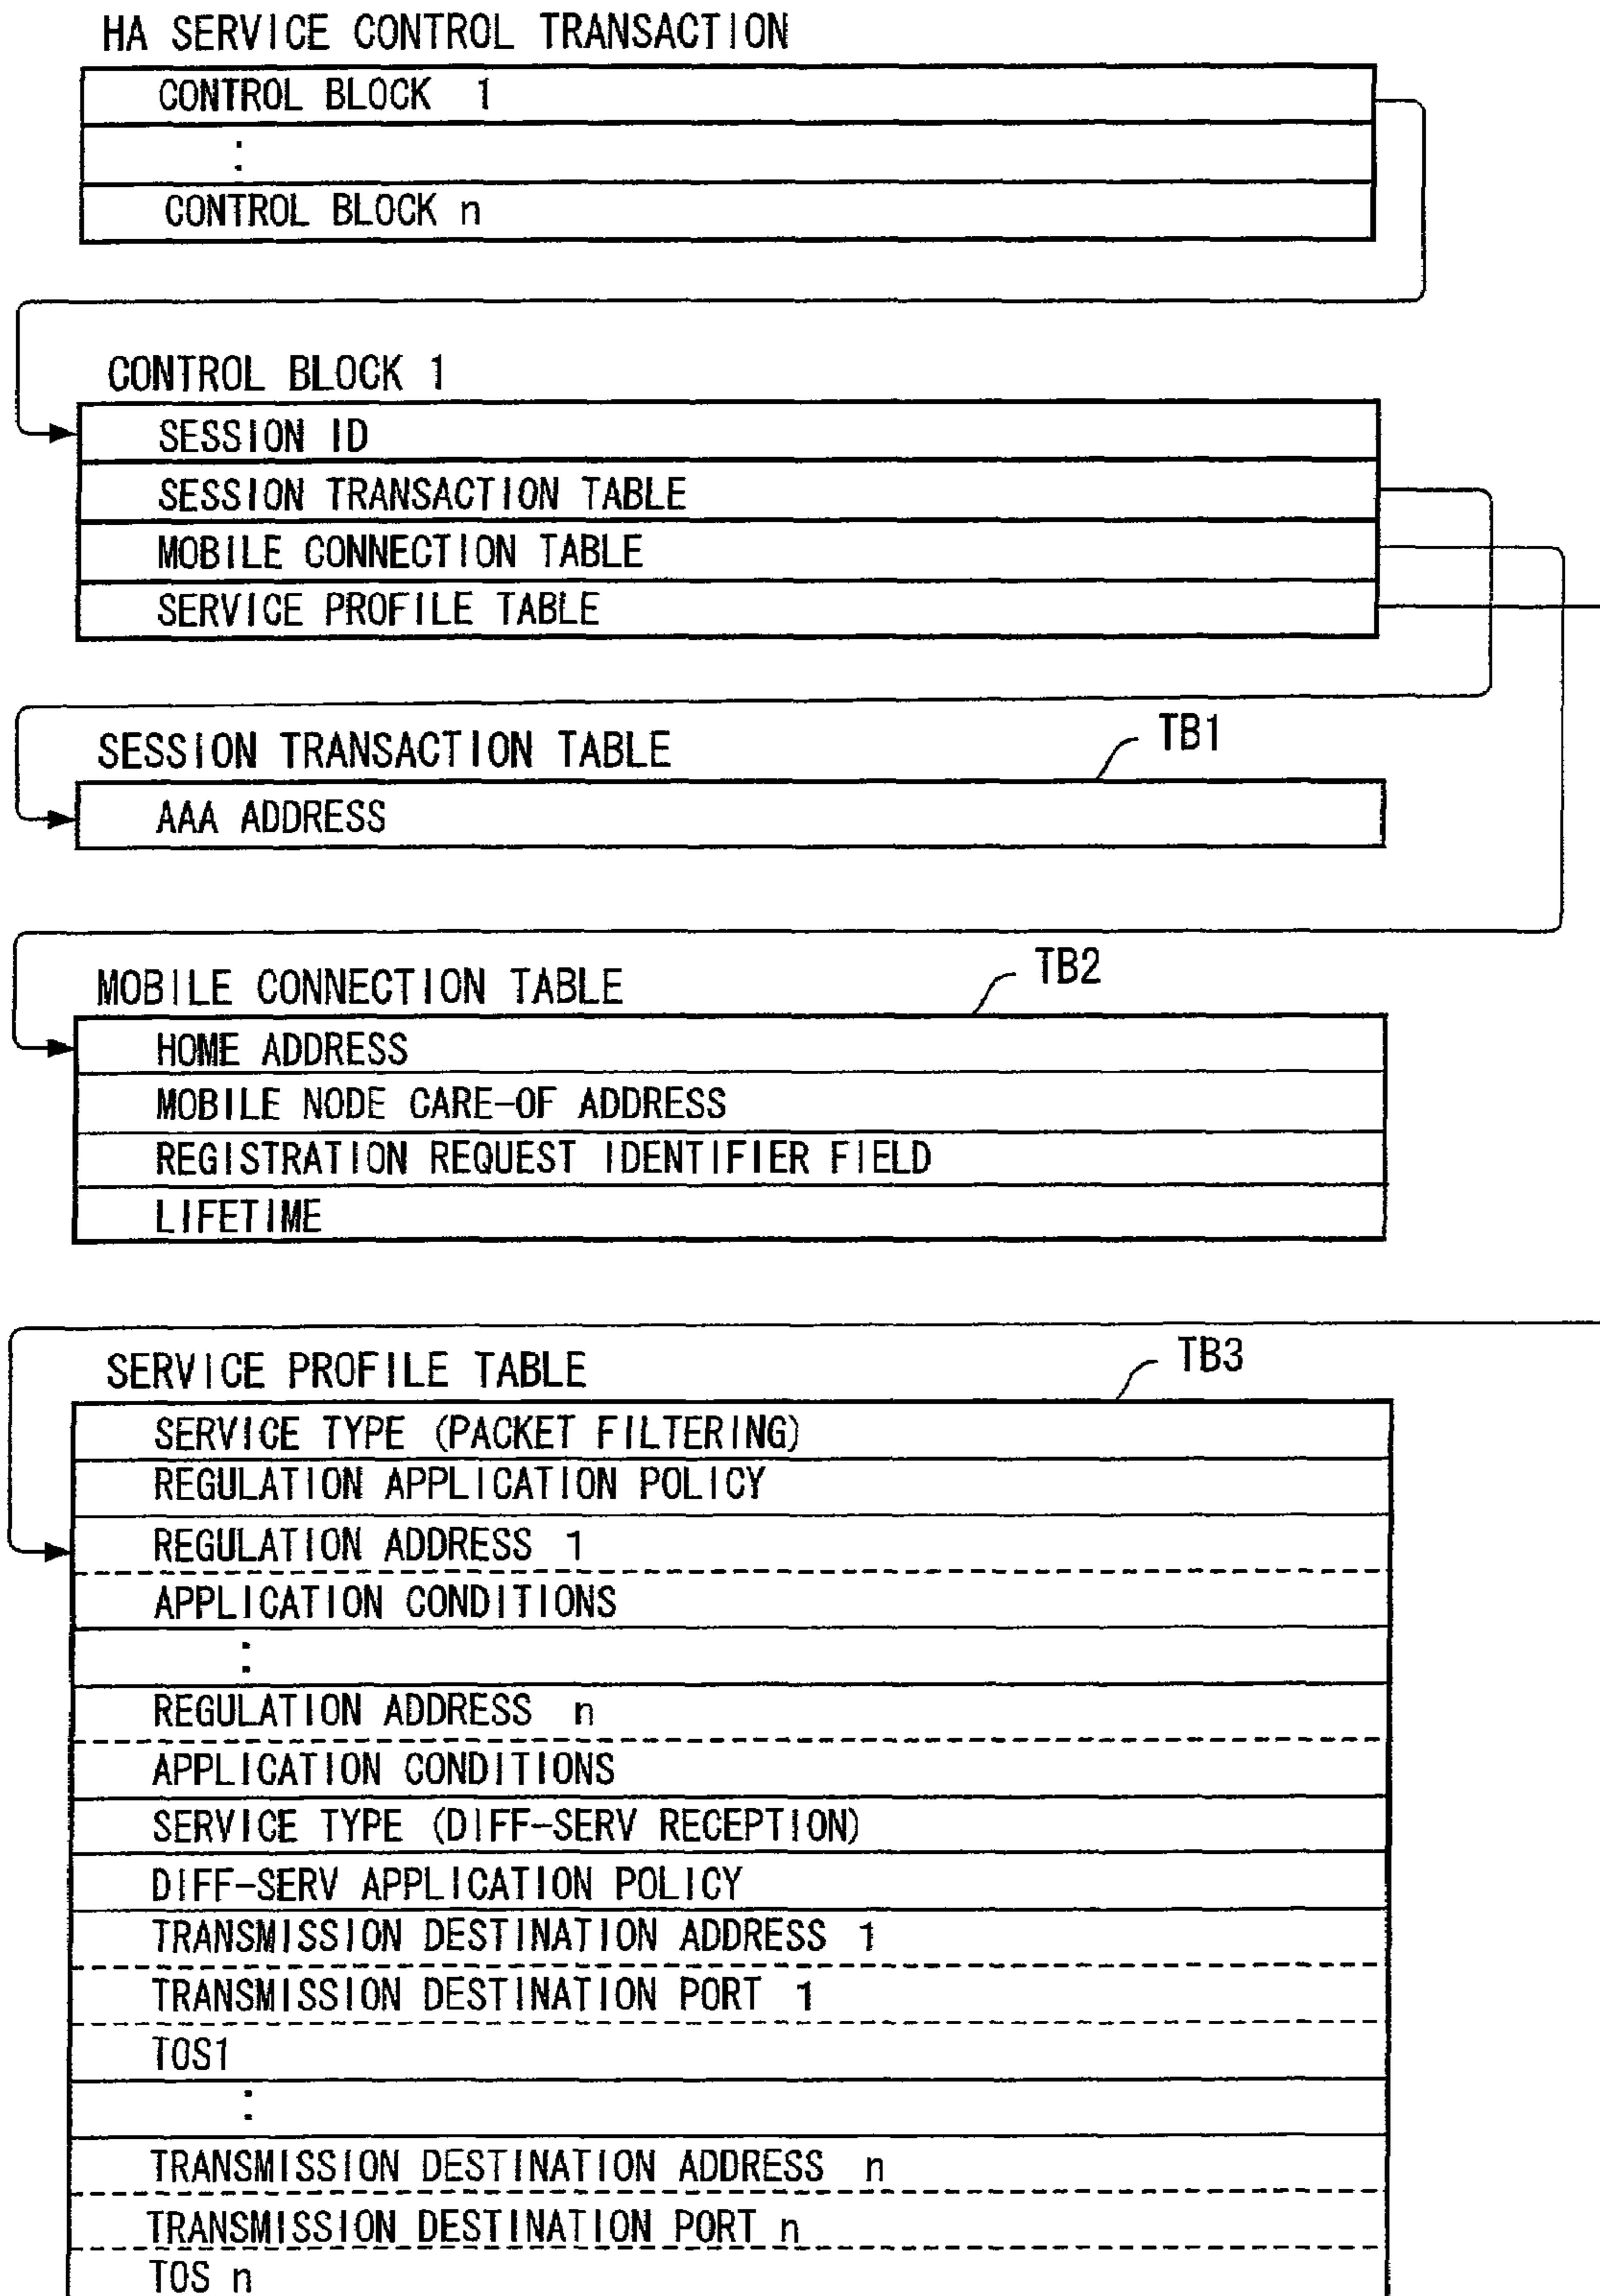 HA SERVICE CONTROL TRANSACTION
CONTROL BLOCK 1
:
CONTROL BLOCK n
CONTROL BLOCK 1
SESSION ID
SESSION TRANSACTION TABLE
MOBILE CONNECTION TABLE
SERVICE PROFILE TABLE
SESSION TRANSACTION TABLE
TB1
AAA ADDRESS
MOBILE CONNECTION TABLE
TB2
HOME ADDRESS
MOBILE NODE CARE-OF ADDRESS
REGISTRATION REQUEST IDENTIFIER FIELD
LIFETIME
SERVICE PROFILE TABLE
TB3
SERVICE TYPE (PACKET FILTERING)
REGULATION APPLICATION POLICY
REGULATION ADDRESS 1
APPLICATION CONDITIONS
:
REGULATION ADDRESS n
APPLICATION CONDITIONS
SERVICE TYPE (DIFF-SERV RECEPTION)
DIFF-SERV APPLICATION POLICY
TRANSMISSION DESTINATION ADDRESS 1
TRANSMISSION DESTINATION PORT 1
TOS1
:
TRANSMISSION DESTINATION ADDRESS n
TRANSMISSION DESTINATION PORT n
TOS n